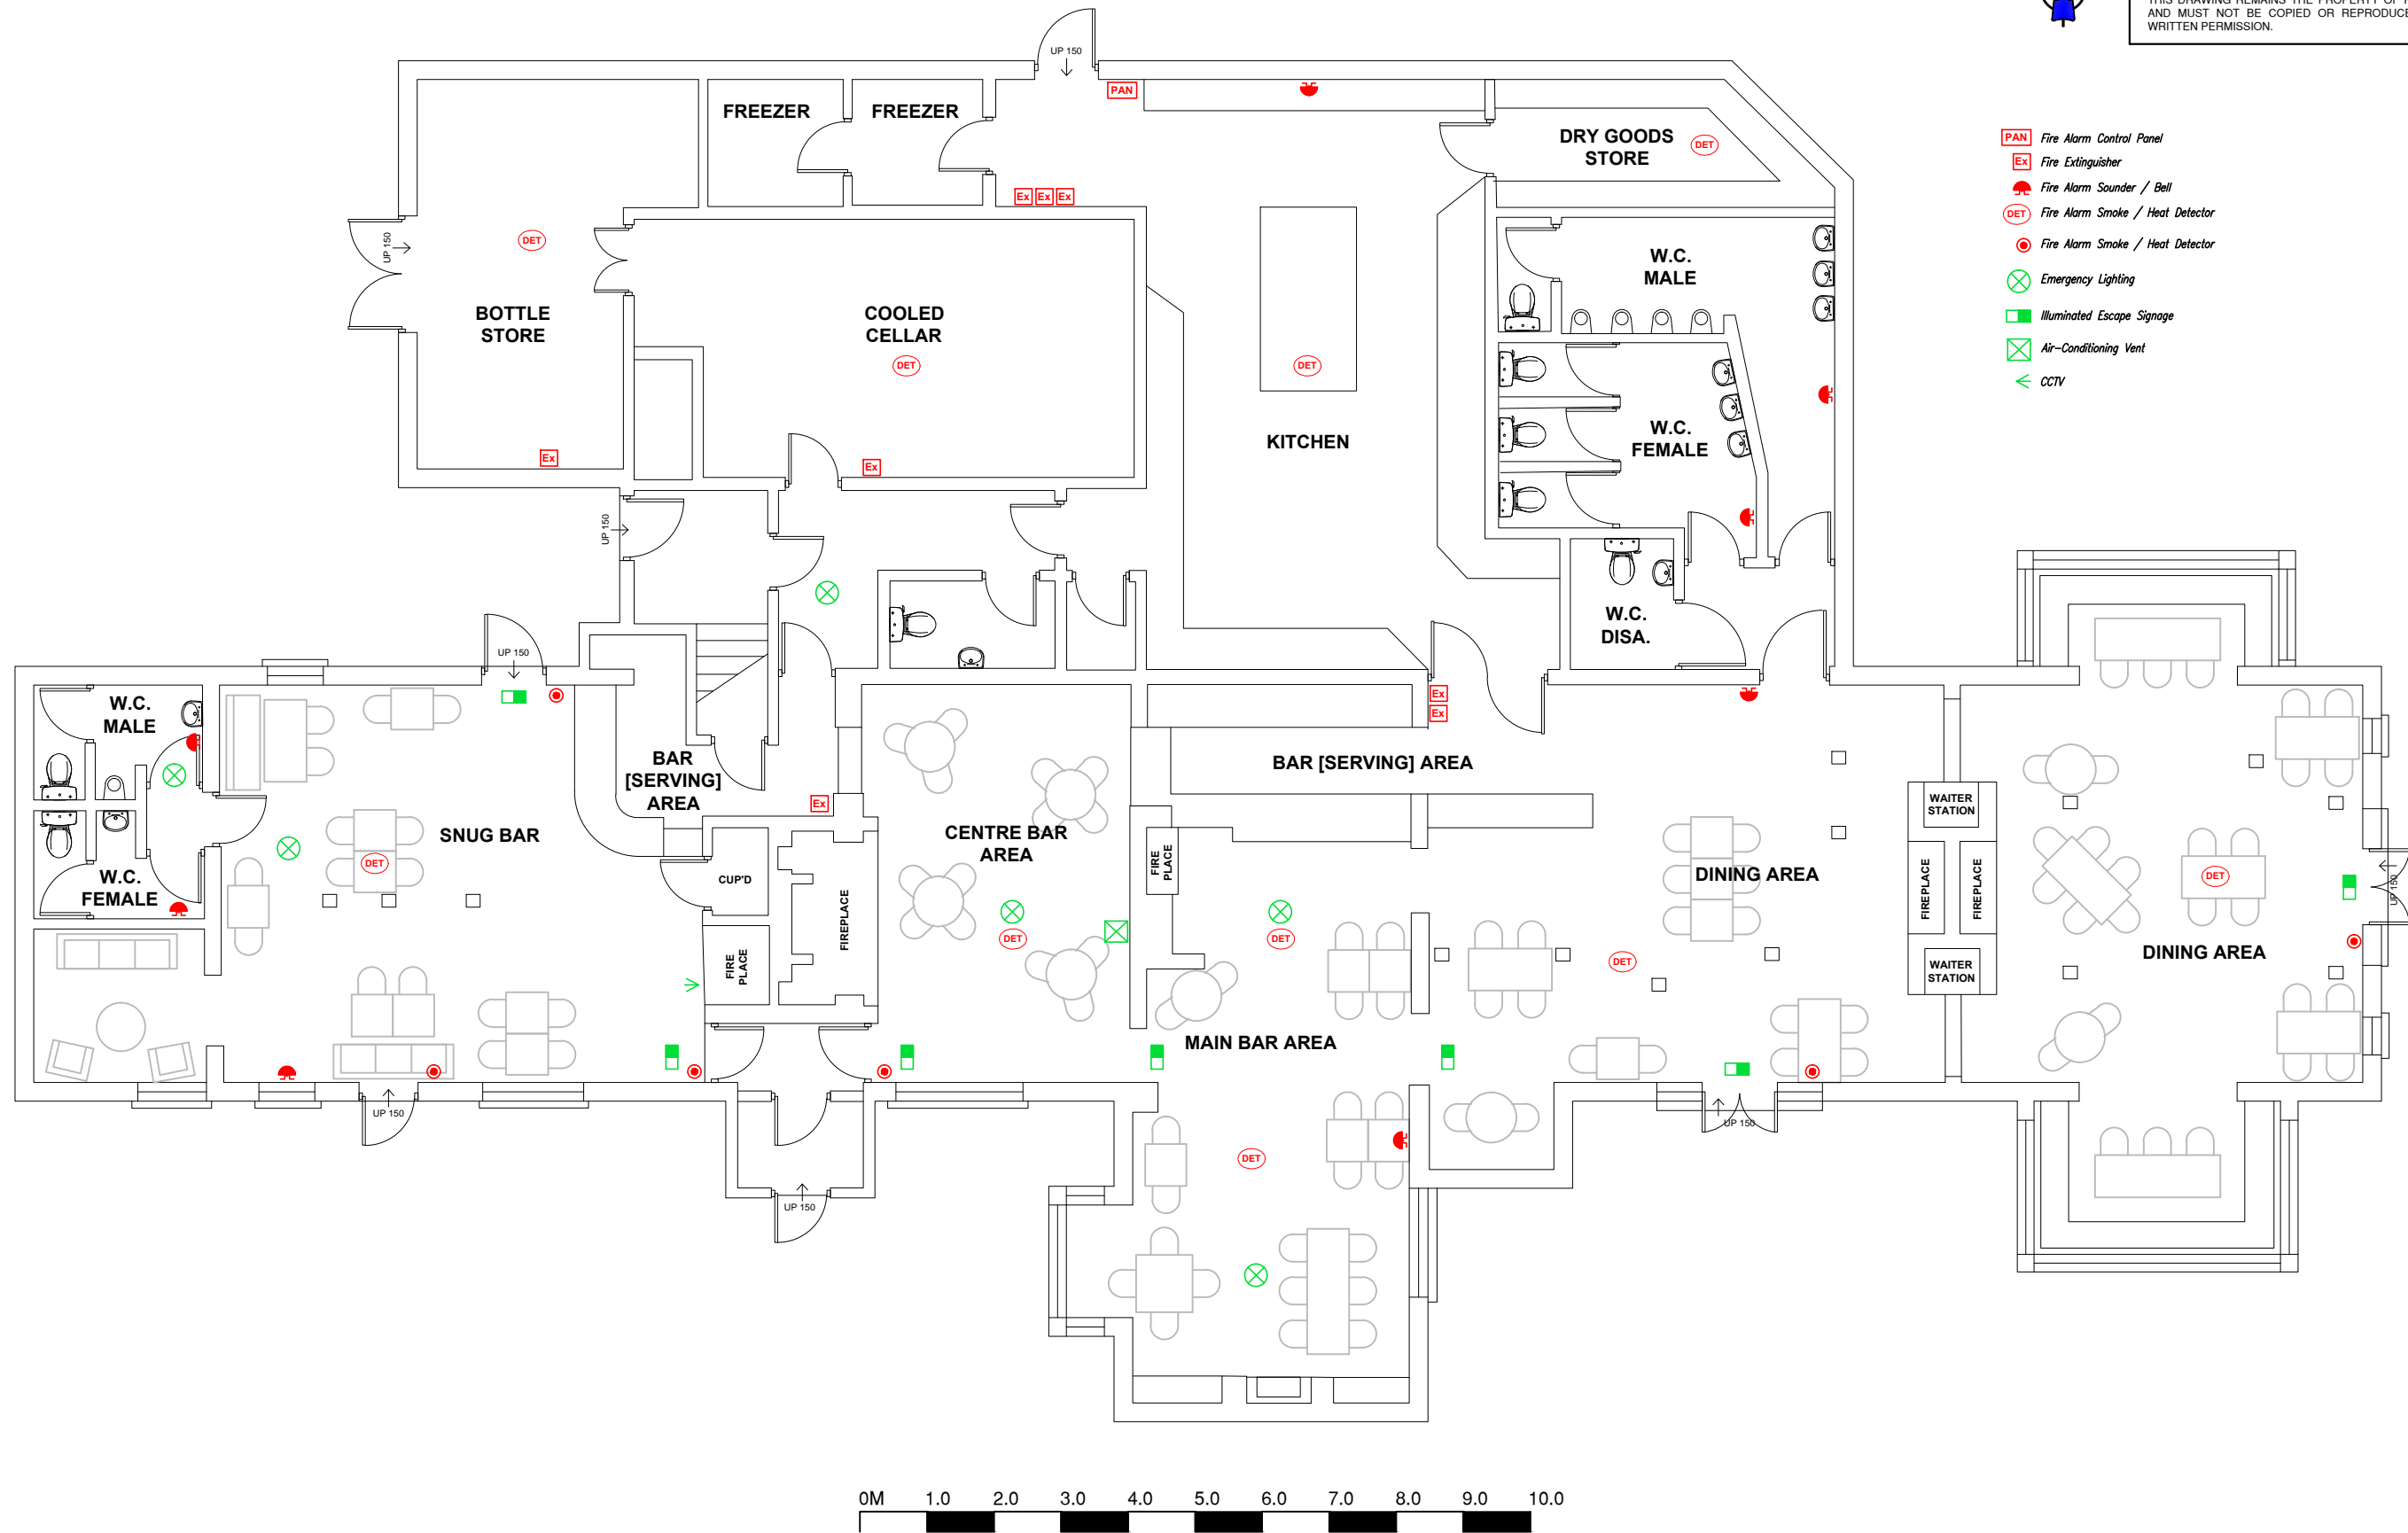 THIS DRAWING REMAINS THE PROPERTY OF
AND MUST NOT BE COPIED OR
WRITTEN PERMISSION.
UP 150
PAN
FREEZER
FREEZER
DRY GOODS
STORE
DET
PAN Fire Alarm Control Panel
Ex Fire Extinguisher
Fire Alarm Sounder / Bell
DET Fire Alarm Smoke / Heat Detector
Fire Alarm Smoke / Heat Detector
Emergency Lighting
Illuminated Escape Signage
Air-Conditioning Vent
CCTV
Ex Ex Ex
UP 150
DET
BOTTLE
STORE
COOLED
CELLAR
DET
DET
KITCHEN
W.C.
MALE
W.C.
FEMALE
Ex
Ex
UP 150
W.C.
DISA.
UP 150
W.C.
MALE
W.C.
FEMALE
SNUG BAR
DET
BAR
[SERVING]
AREA
Ex
CUP'D
FIRE
PLACE
FIREPLACE
CENTRE BAR
AREA
DET
Ex
Ex
BAR [SERVING] AREA
FIRE
PLACE
DET
MAIN BAR AREA
DET
DINING AREA
DET
WAITER
STATION
FIREPLACE
FIREPLACE
WAITER
STATION
DET
DINING AREA
UP 150
UP 150
UP 150
UP 150
0M 1.0 2.0 3.0 4.0 5.0 6.0 7.0 8.0 9.0 10.0